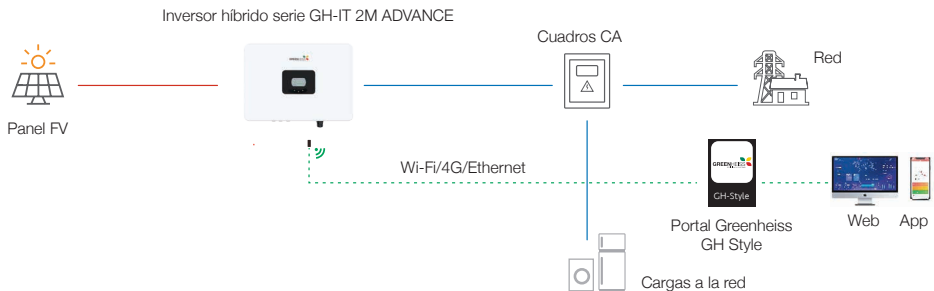 Inversor híbrido serie GH-IT 2M ADVANCE
Cuadros CA
Red
Panel FV
Wi-Fi/4G/Ethernet
GREENHEISS
GH-Style
Portal Greenheiss
GH Style
Web
App
Cargas a la red